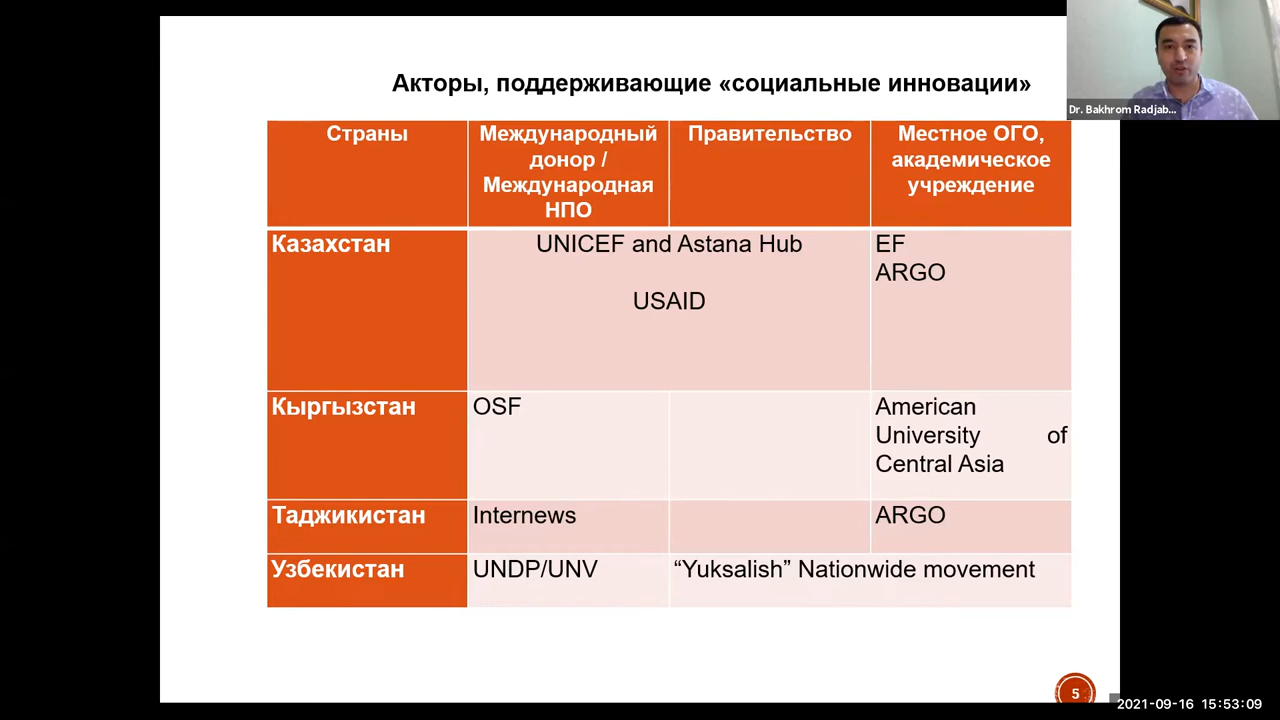 Акторы, поддерживающие «социальные инновации»
Dr. Bakhrom Radjab...
Страны
Международный
донор /
Международная
НПО
Правительство
Местное ОГО,
академическое
учреждение
Казахстан
UNICEF and Astana Hub
USAID
EF
ARGO
Кыргызстан
OSF
American
University of
Central Asia
Таджикистан
Internews
ARGO
Узбекистан
UNDP/UNV
“Yuksalish” Nationwide movement
5
2021-09-16 15:53:09